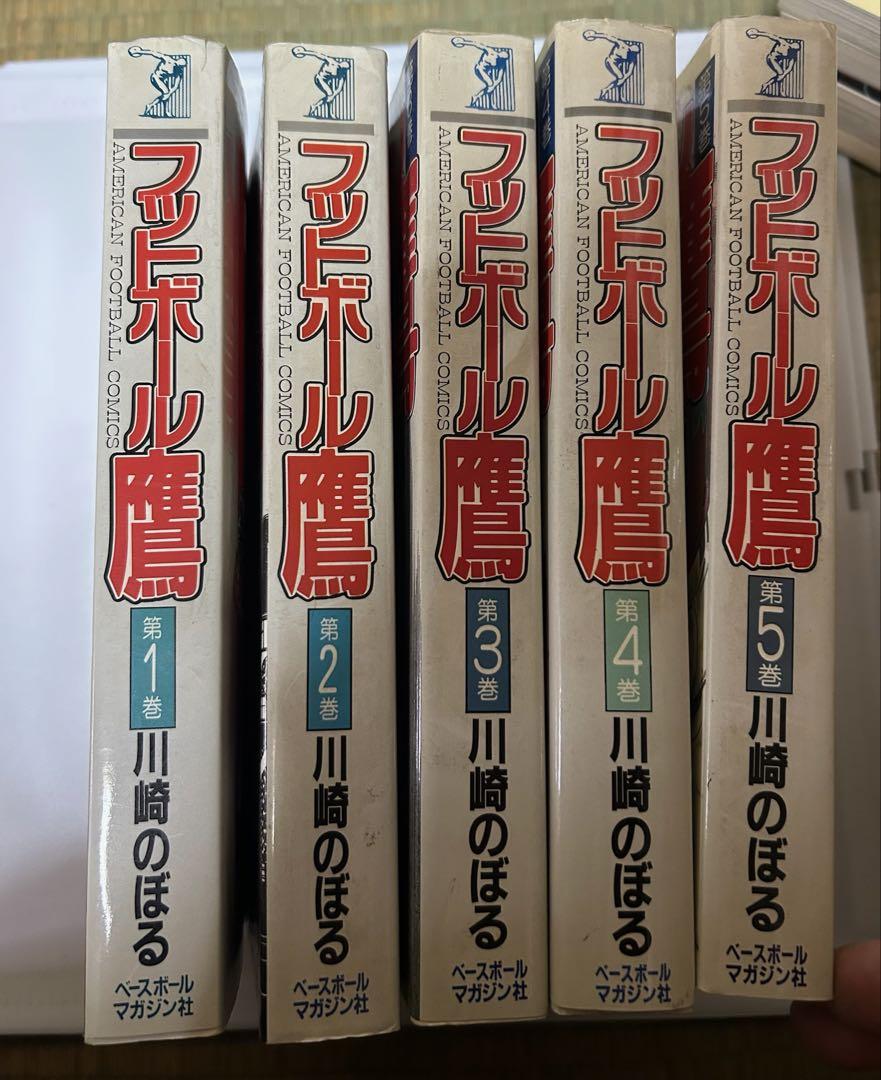 フットボール鷹
AMERICAN FOOTBALL COMICS
第1巻
川崎のぼる
ベースボール
マガジン社
フットボール鷹
AMERICAN FOOTBALL COMICS
第2巻
川崎のぼる
ベースボール
マガジン社
フットボール鷹
AMERICAN FOOTBALL COMICS
第3巻
川崎のぼる
ベースボール
マガジン社
フットボール鷹
AMERICAN FOOTBALL COMICS
第4巻
川崎のぼる
ベースボール
マガジン社
第5巻
フットボール鷹
AMERICAN FOOTBALL COMICS
第5巻
川崎のぼる
ベースボール
マガジン社